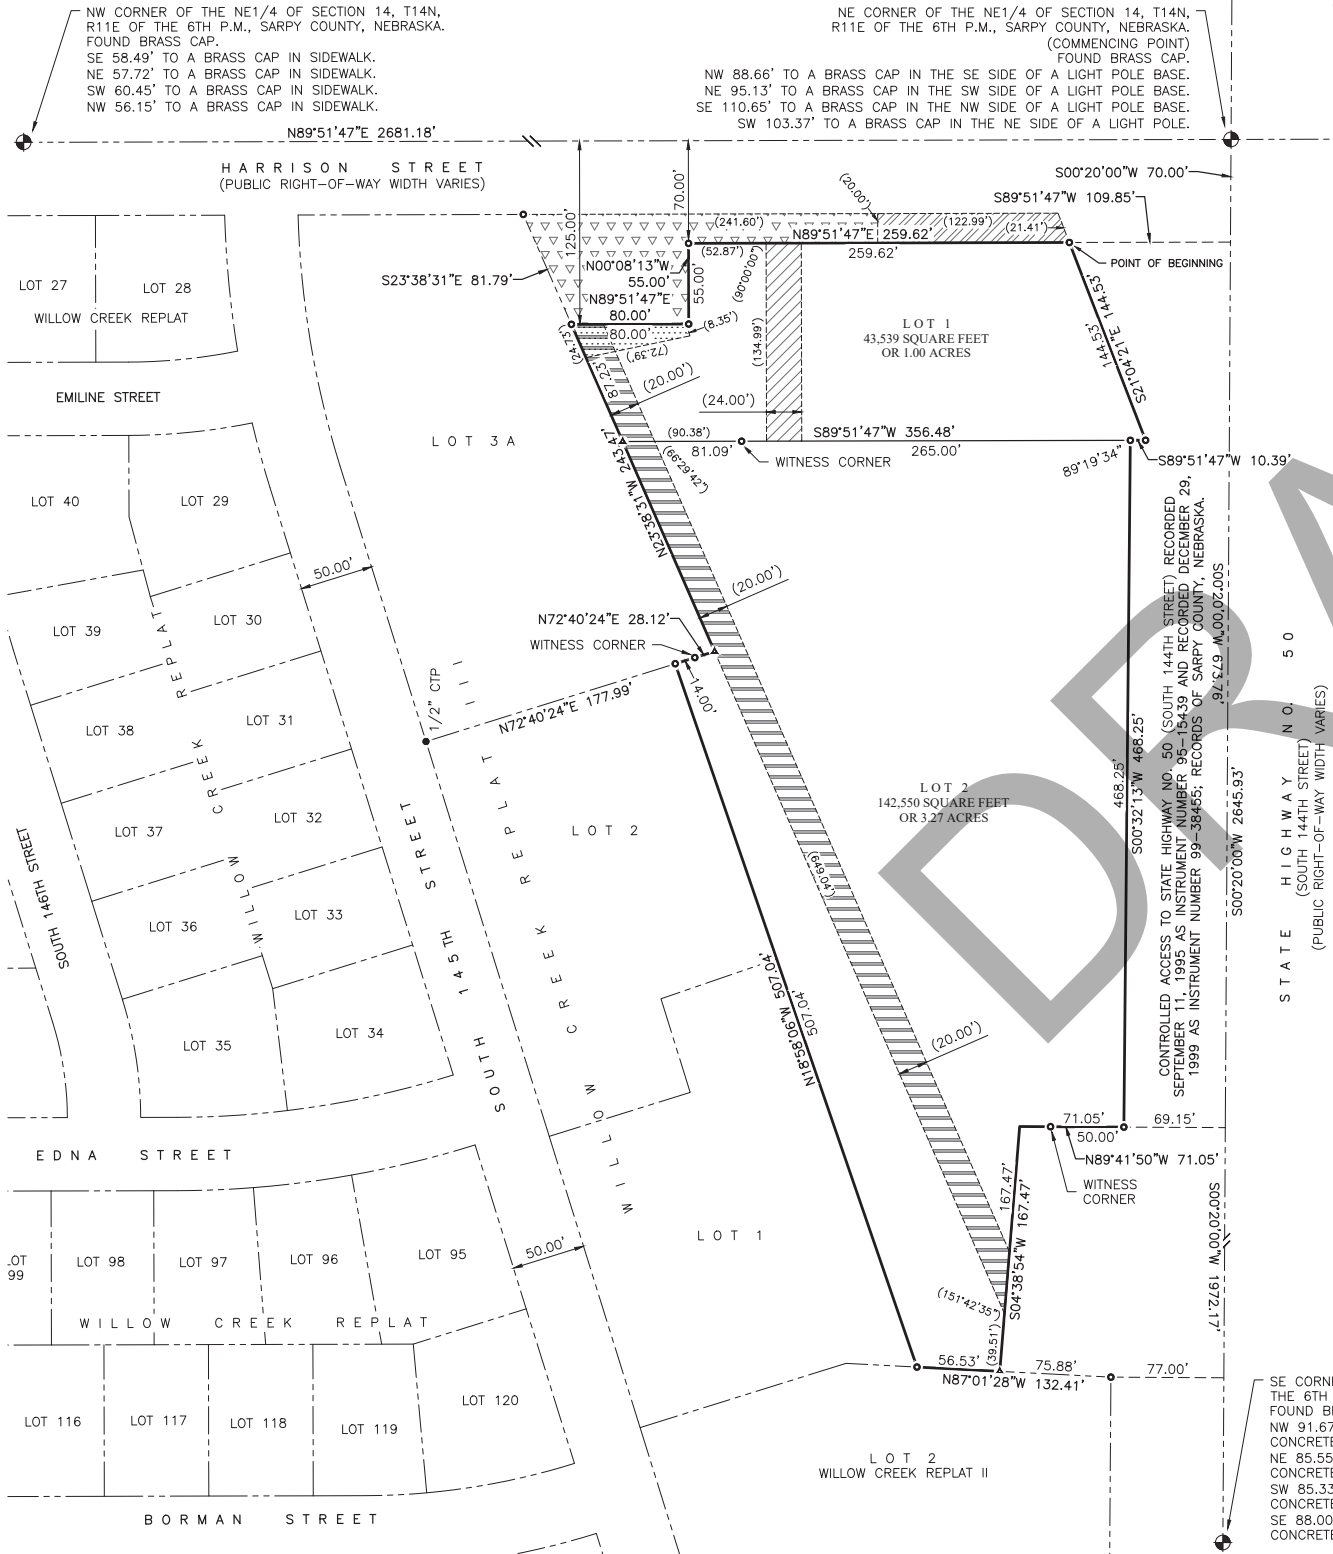 NW CORNER OF THE NE1/4 OF SECTION 14, T14N,
R11E OF THE 6TH P.M., SARPY COUNTY, NEBRASKA.
FOUND BRASS CAP.
SE 58.49' TO A BRASS CAP IN SIDEWALK.
NE 57.72' TO A BRASS CAP IN SIDEWALK.
SW 60.45' TO A BRASS CAP IN SIDEWALK.
NW 56.15' TO A BRASS CAP IN SIDEWALK.
NE CORNER OF THE NE1/4 OF SECTION 14, T14N,
R11E OF THE 6TH P.M., SARPY COUNTY, NEBRASKA.
(COMMENCING POINT)
FOUND BRASS CAP.
NW 88.66' TO A BRASS CAP IN THE SE SIDE OF A LIGHT POLE BASE.
NE 95.13' TO A BRASS CAP IN THE SW SIDE OF A LIGHT POLE BASE.
SE 110.65' TO A BRASS CAP IN THE NW SIDE OF A LIGHT POLE BASE.
SW 103.37' TO A BRASS CAP IN THE NE SIDE OF A LIGHT POLE.
N89°51'47"E 2681.18'
HARRISON STREET
(PUBLIC RIGHT-OF-WAY WIDTH VARIES)
S00°20'00"W 70.00'
S89°51'47"W 109.85'
70.00'
125.00'
(20.00')
(241.60')
(122.99')
(21.41')
N89°51'47"E 259.62'
259.62'
(52.87')
POINT OF BEGINNING
N00°08'13"W
55.00'
55.00'
(90°00'00")
S23°38'31"E 81.79'
N89°51'47"E
80.00'
80.00'
(8.35')
(72.39')
(24.73')
87.23'
(20.00')
(134.99')
(24.00')
LOT 1
43,539 SQUARE FEET
OR 1.00 ACRES
144.53'
S21°04'21"E 144.53'
LOT 27
LOT 28
WILLOW CREEK REPLAT
EMILINE STREET
LOT 3A
(90.38')
81.09'
S89°51'47"W 356.48'
265.00'
WITNESS CORNER
89°19'34"
S89°51'47"W 10.39'
(66°29'42")
N23°38'31"W 243.47'
LOT 40
LOT 29
50.00'
(20.00')
LOT 39
LOT 30
N72°40'24"E 28.12'
WITNESS CORNER
14.00'
N72°40'24"E 177.99'
1/2" CTP
LOT 38
LOT 31
WILLOW CREEK REPLAT
LOT 37
LOT 32
LOT 36
LOT 33
LOT 35
LOT 34
SOUTH 146TH STREET
SOUTH 145TH STREET
WILLOW CREEK REPLAT III
LOT 2
LOT 2
142,550 SQUARE FEET
OR 3.27 ACRES
(649.04')
468.25'
S00°32'13"W 468.25'
CONTROLLED ACCESS TO STATE HIGHWAY NO. 50 (SOUTH 144TH STREET) RECORDED
SEPTEMBER 11, 1995 AS INSTRUMENT NUMBER 95-15439 AND RECORDED DECEMBER 29,
1999 AS INSTRUMENT NUMBER 99-38455; RECORDS OF SARPY COUNTY, NEBRASKA.
S00°20'00"W 673.76'
S00°20'00"W 2645.93'
STATE HIGHWAY NO. 50
(SOUTH 144TH STREET)
(PUBLIC RIGHT-OF-WAY WIDTH VARIES)
N18°58'06"W 507.04'
507.04'
(20.00')
71.05'
50.00'
69.15'
N89°41'50"W 71.05'
WITNESS
CORNER
EDNA STREET
167.47'
S04°38'54"W 167.47'
S00°20'00"W 1972.17'
LOT 1
50.00'
LOT
99
LOT 98
LOT 97
LOT 96
LOT 95
WILLOW CREEK REPLAT
(151°42'35")
(39.51')
56.53'
75.88'
77.00'
N87°01'28"W 132.41'
LOT 116
LOT 117
LOT 118
LOT 119
LOT 120
BORMAN STREET
LOT 2
WILLOW CREEK REPLAT II
THE 6TH
NW 91.67
NE 85.55
SW 85.33
SE 88.00
DRA